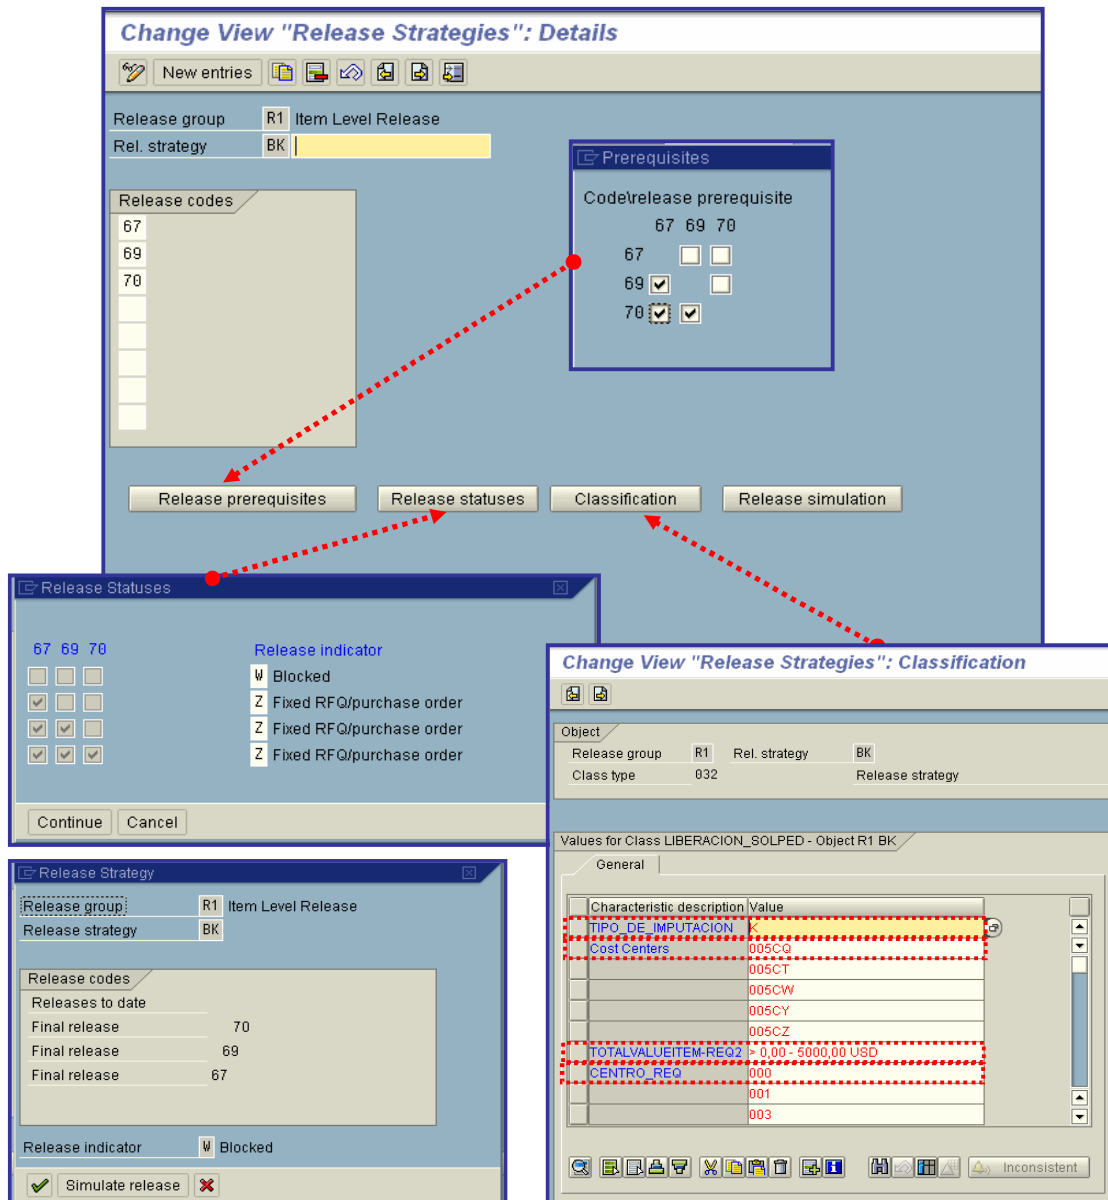 Change View "Release Strategies": Details
New entries
Release group R1 Item Level Release
Rel. strategy BK
Release codes
67
69
70
Prerequisites
Code\release prerequisite
67 69 70
67
69
70
Release prerequisites Release statuses Classification Release simulation
Release Statuses
67 69 70 Release indicator
W Blocked
Z Fixed RFQ/purchase order
Z Fixed RFQ/purchase order
Z Fixed RFQ/purchase order
Continue Cancel
Change View "Release Strategies": Classification
Object
Release group R1 Rel. strategy BK
Class type 032 Release strategy
Values for Class LIBERACION_SOLPED - Object R1 BK
General
Characteristic description Value
TIPO_DE_IMPUTACION K
Cost Centers 005CQ
005CT
005CW
005CY
005CZ
TOTALVALUEITEM-REQ2 > 0,00 - 5000,00 USD
CENTRO_REQ 000
001
003
Inconsistent
Release Strategy
Release group R1 Item Level Release
Release strategy BK
Release codes
Releases to date
Final release 70
Final release 69
Final release 67
Release indicator W Blocked
Simulate release